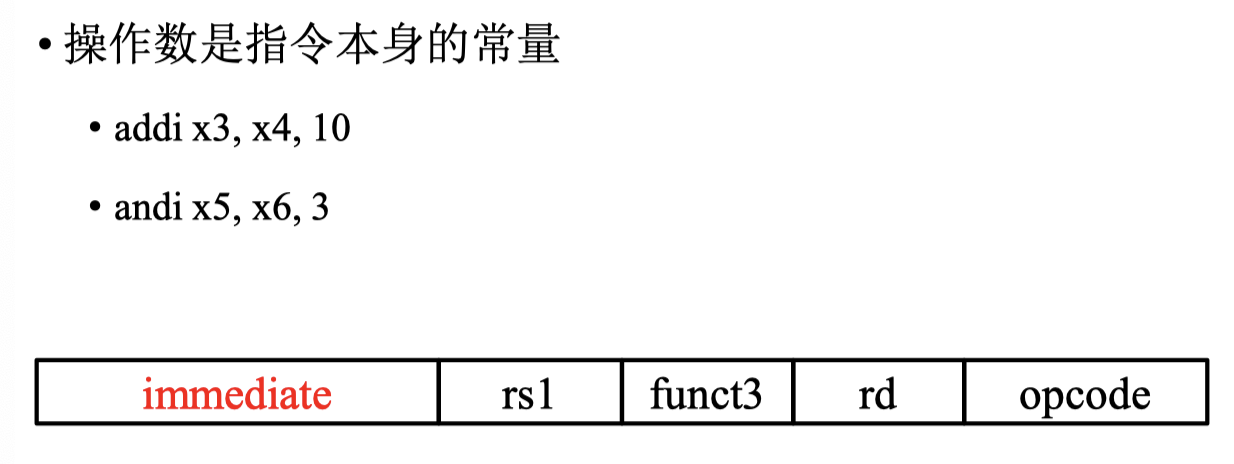 • 操作数是指令本身的常量
• addi x3, x4, 10
• andi x5, x6, 3
immediate rs1 funct3 rd opcode